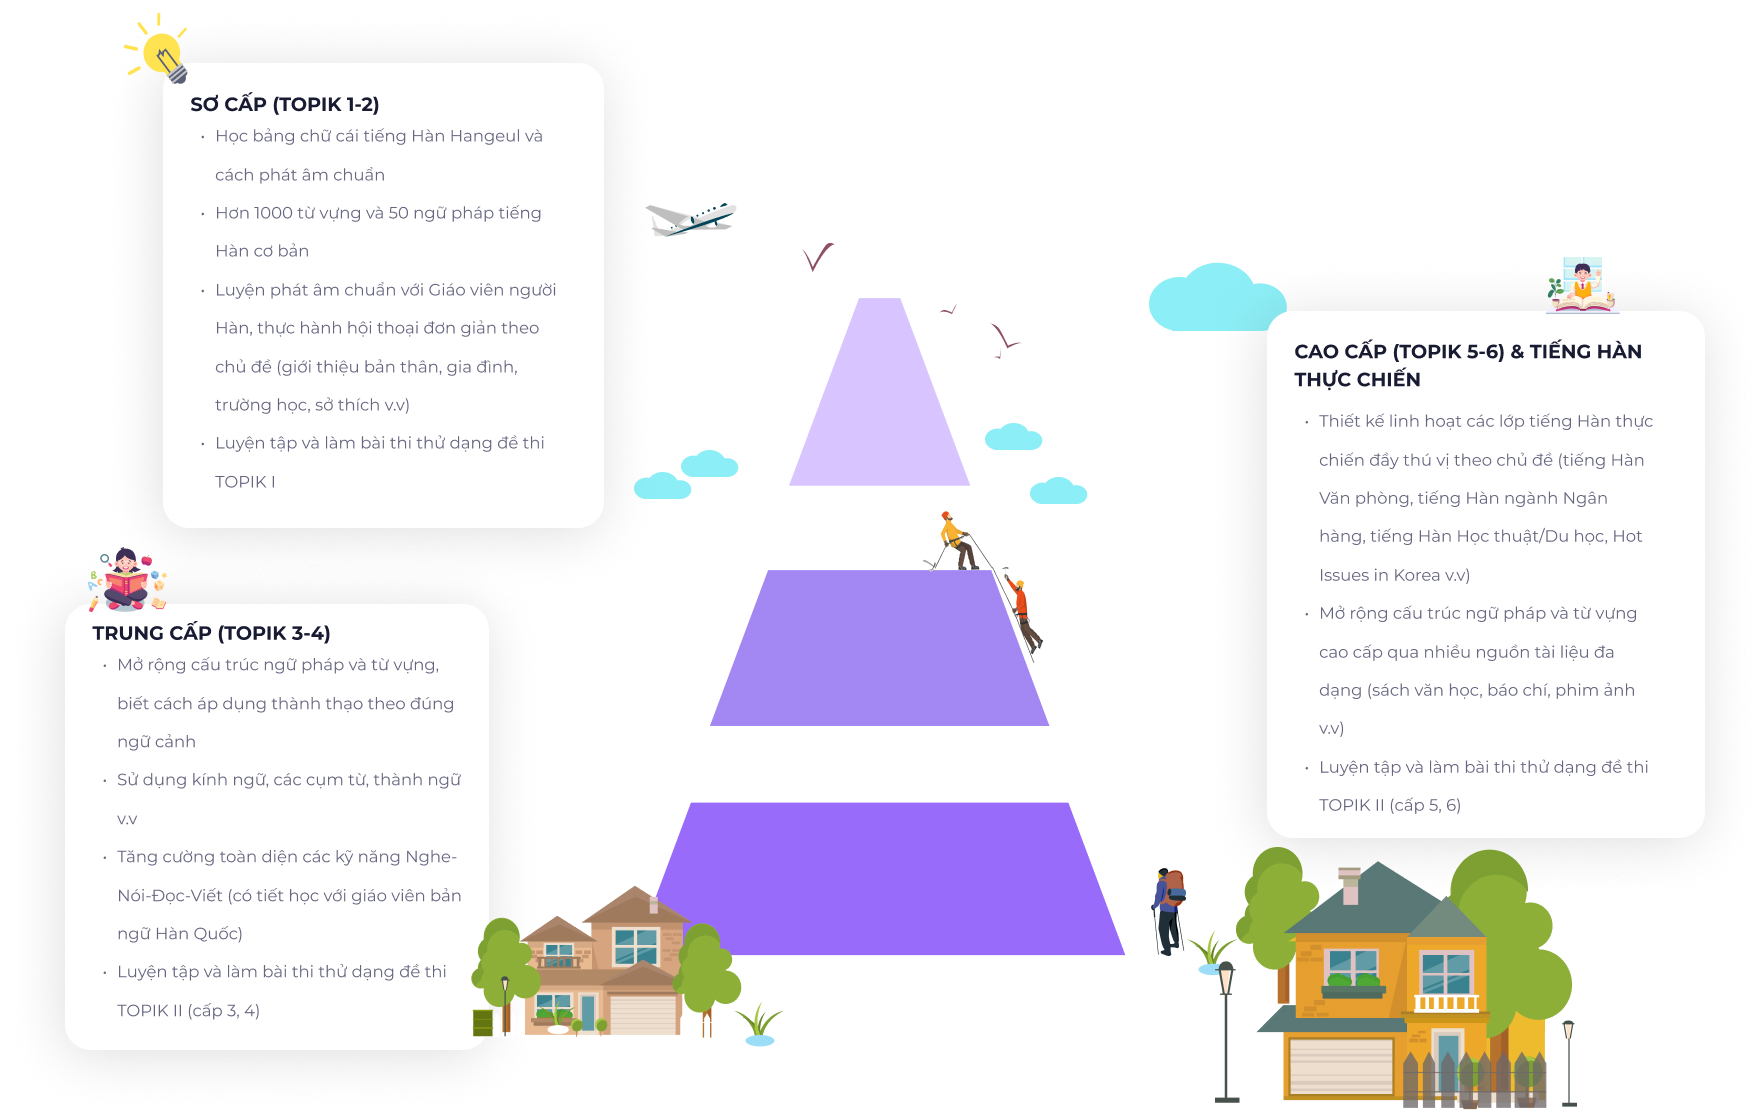 SƠ CẤP (TOPIK 1-2)
• Học bảng chữ cái tiếng Hàn Hangeul và
cách phát âm chuẩn
• Hơn 1000 từ vựng và 50 ngữ pháp tiếng
Hàn cơ bản
• Luyện phát âm chuẩn với Giáo viên người
Hàn, thực hành hội thoại đơn giản theo
chủ đề (giới thiệu bản thân, gia đình,
trường học, sở thích v.v)
• Luyện tập và làm bài thi thử dạng đề thi
TOPIK I
TRUNG CẤP (TOPIK 3-4)
• Mở rộng cấu trúc ngữ pháp và từ vựng,
biết cách áp dụng thành thạo theo đúng
ngữ cảnh
• Sử dụng kính ngữ, các cụm từ, thành ngữ
v.v
• Tăng cường toàn diện các kỹ năng Nghe-
Nói-Đọc-Viết (có tiết học với giáo viên bản
ngữ Hàn Quốc)
• Luyện tập và làm bài thi thử dạng đề thi
TOPIK II (cấp 3, 4)
CAO CẤP (TOPIK 5-6) & TIẾNG HÀN
THỰC CHIẾN
• Thiết kế linh hoạt các lớp tiếng Hàn thực
chiến đầy thú vị theo chủ đề (tiếng Hàn
Văn phòng, tiếng Hàn ngành Ngân
hàng, tiếng Hàn Học thuật/Du học, Hot
Issues in Korea v.v)
• Mở rộng cấu trúc ngữ pháp và từ vựng
cao cấp qua nhiều nguồn tài liệu đa
dạng (sách văn học, báo chí, phim ảnh
v.v)
• Luyện tập và làm bài thi thử dạng đề thi
TOPIK II (cấp 5, 6)